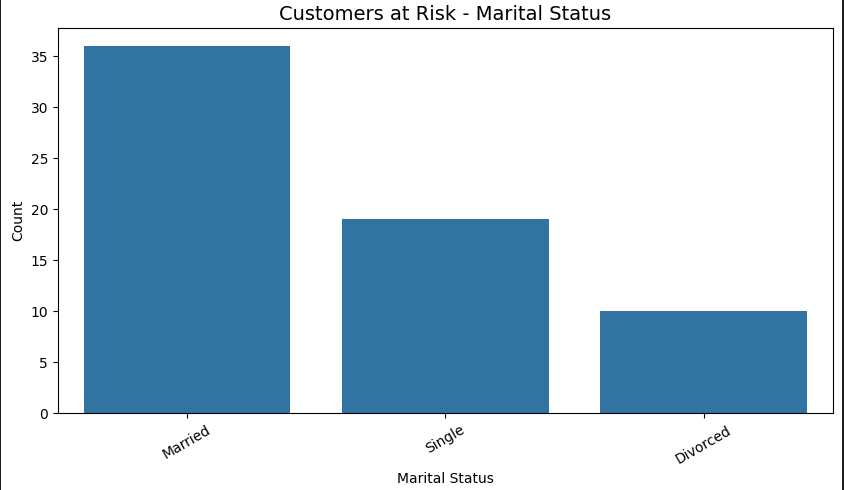 Customers at Risk - Marital Status
35
30
25
20
15
10
5
0
Count
Married
Single
Divorced
Marital Status